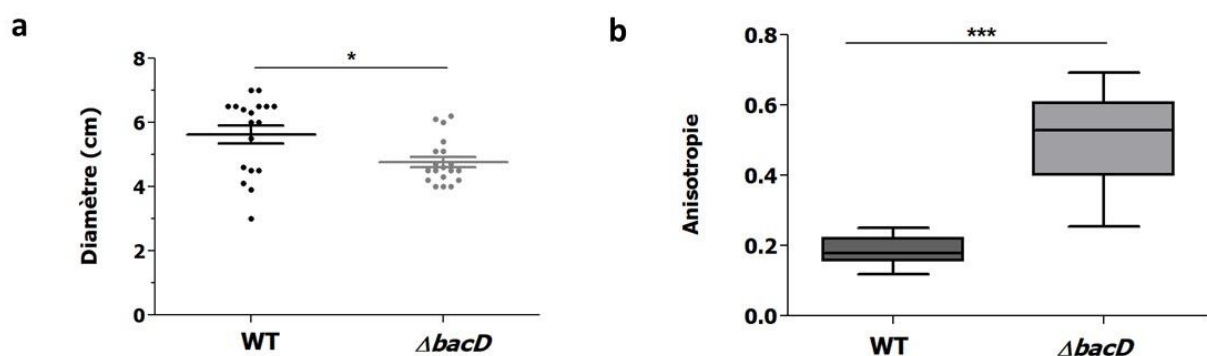 a
*
Diamètre (cm)
8
6
4
2
0
WT
ΔbacD
b
***
Anisotropie
0.8
0.6
0.4
0.2
0.0
WT
ΔbacD